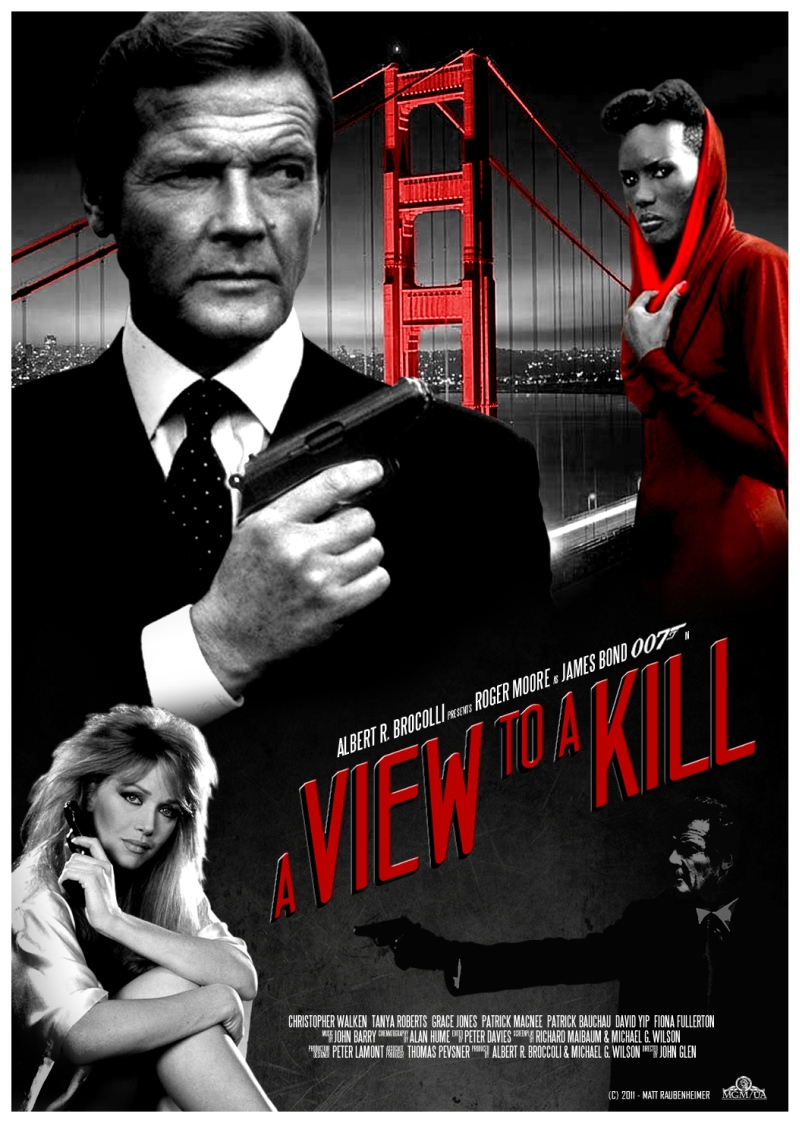 ALBERT R. BROCOLLI PRESENTS ROGER MOORE AS JAMES BOND 007 IN
A VIEW TO A KILL
CHRISTOPHER WALKEN TANYA ROBERTS GRACE JONES PATRICK MACNEE PATRICK BAUCHAU DAVID YIP FIONA FULLERTON
MUSIC BY JOHN BARRY CINEMATOGRAPHY BY ALAN HUME EDITED BY PETER DAVIES SCREENPLAY BY RICHARD MAIBAUM & MICHAEL G. WILSON
PRODUCTION DESIGNER PETER LAMONT ASSOCIATE PRODUCER THOMAS PEVSNER PRODUCED BY ALBERT R. BROCCOLI & MICHAEL G. WILSON DIRECTED BY JOHN GLEN
(C) 2011 - MATT RAUBENHEIMER MGM/UA